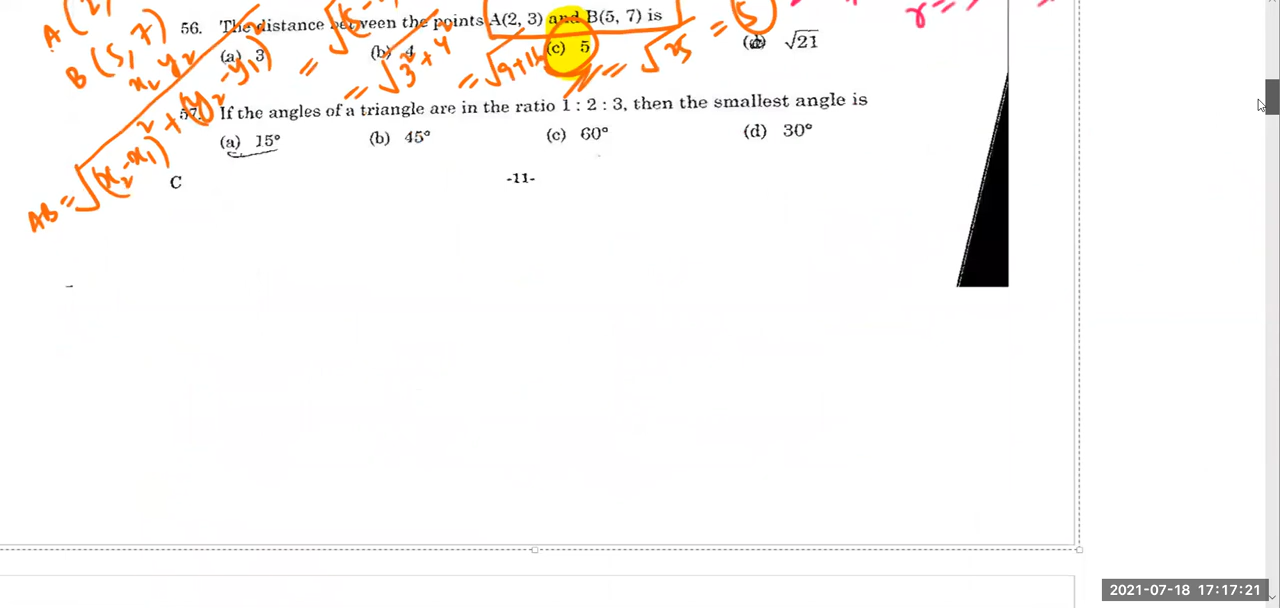 A(2,
56. The distance between the points A(2, 3) and B(5, 7) is
B(5, 7)
x₂ y₂
(a) 3 (b) 4 (c) 5 (d) √21
= √3² + 4² = √9+16 = √25 = 5
57. If the angles of a triangle are in the ratio 1 : 2 : 3, then the smallest angle is
(a) 15° (b) 45° (c) 60° (d) 30°
AB = √(x₂-x₁)² + (y₂-y₁)²
C -11-
2021-07-18 17:17:21